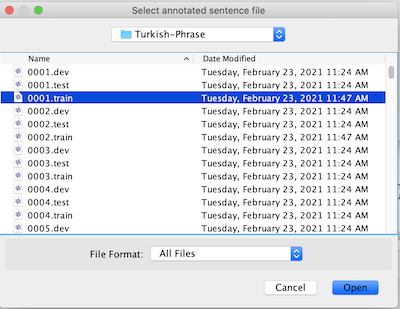 Select annotated sentence file
Turkish-Phrase
Name Date Modified
0001.dev Tuesday, February 23, 2021 11:24 AM
0001.test Tuesday, February 23, 2021 11:24 AM
0001.train Tuesday, February 23, 2021 11:47 AM
0002.dev Tuesday, February 23, 2021 11:24 AM
0002.test Tuesday, February 23, 2021 11:24 AM
0002.train Tuesday, February 23, 2021 11:47 AM
0003.dev Tuesday, February 23, 2021 11:24 AM
0003.test Tuesday, February 23, 2021 11:24 AM
0003.train Tuesday, February 23, 2021 11:24 AM
0004.dev Tuesday, February 23, 2021 11:24 AM
0004.test Tuesday, February 23, 2021 11:24 AM
0004.train Tuesday, February 23, 2021 11:24 AM
0005.dev Tuesday, February 23, 2021 11:24 AM
File Format: All Files
Cancel Open